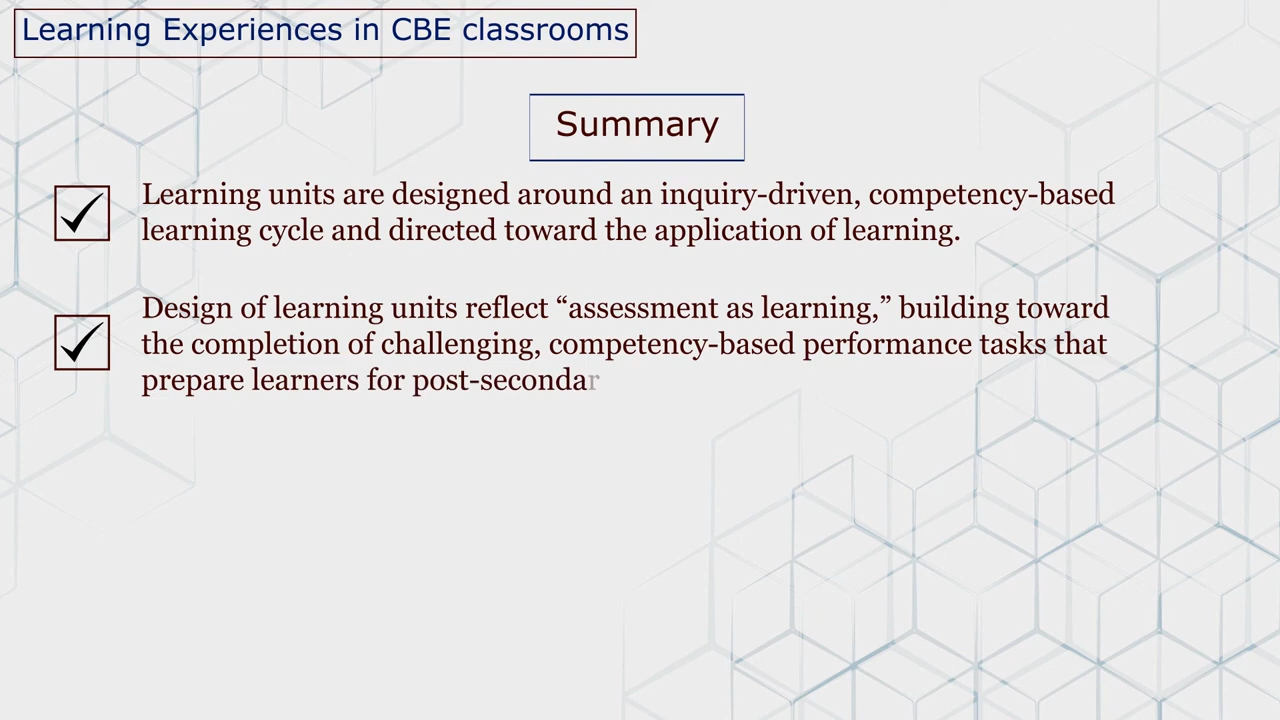 Learning Experiences in CBE classrooms
Summary
Learning units are designed around an inquiry-driven, competency-based
learning cycle and directed toward the application of learning.
Design of learning units reflect “assessment as learning,” building toward
the completion of challenging, competency-based performance tasks that
prepare learners for post-secondar